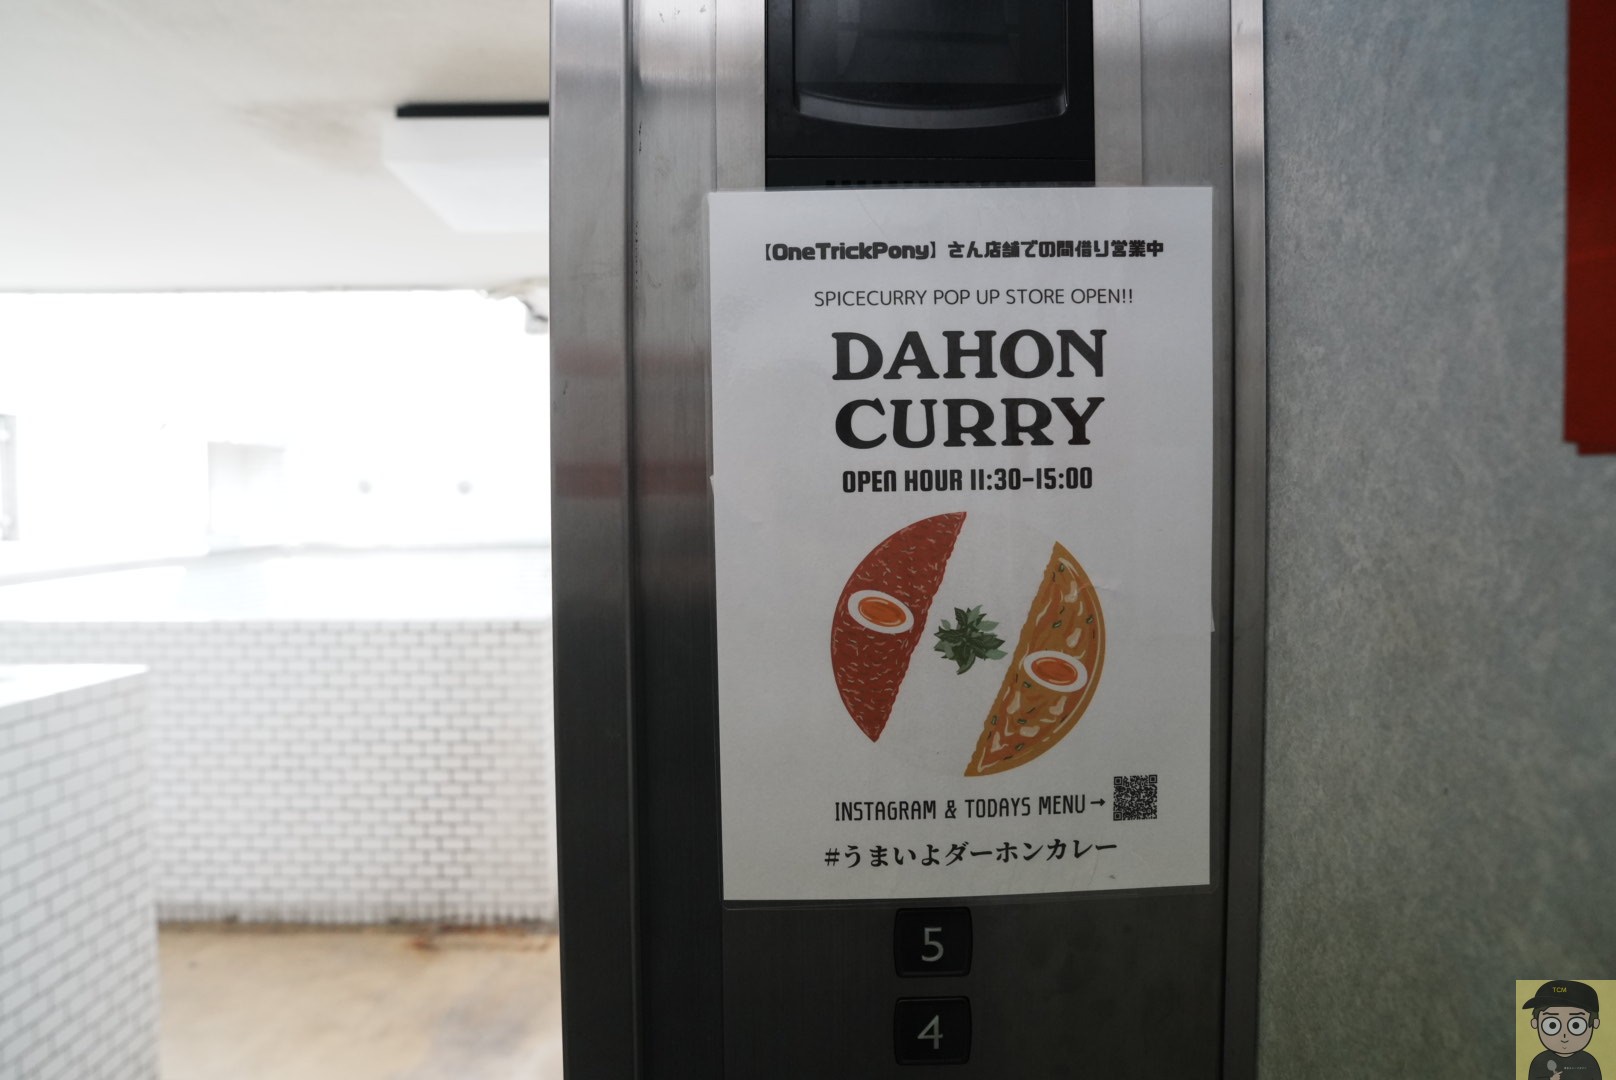 【OneTrickPony】さん店舗での間借り営業中
SPICECURRY POP UP STORE OPEN!!
DAHON
CURRY
OPEN HOUR 11:30-15:00
INSTAGRAM & TODAYS MENU→
#うまいよダーホンカレー
5
4
TCM